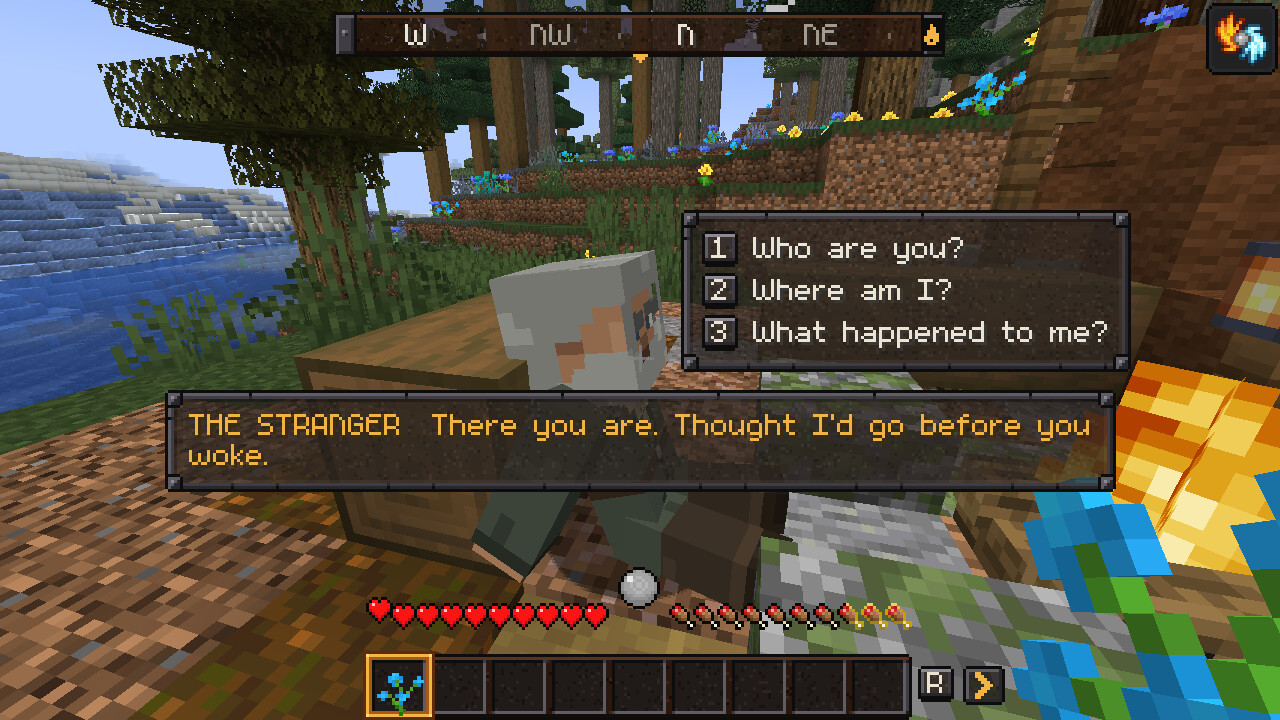 W NW N NE
1 Who are you?
2 Where am I?
3 What happened to me?
THE STRANGER There you are. Thought I'd go before you
woke.
R